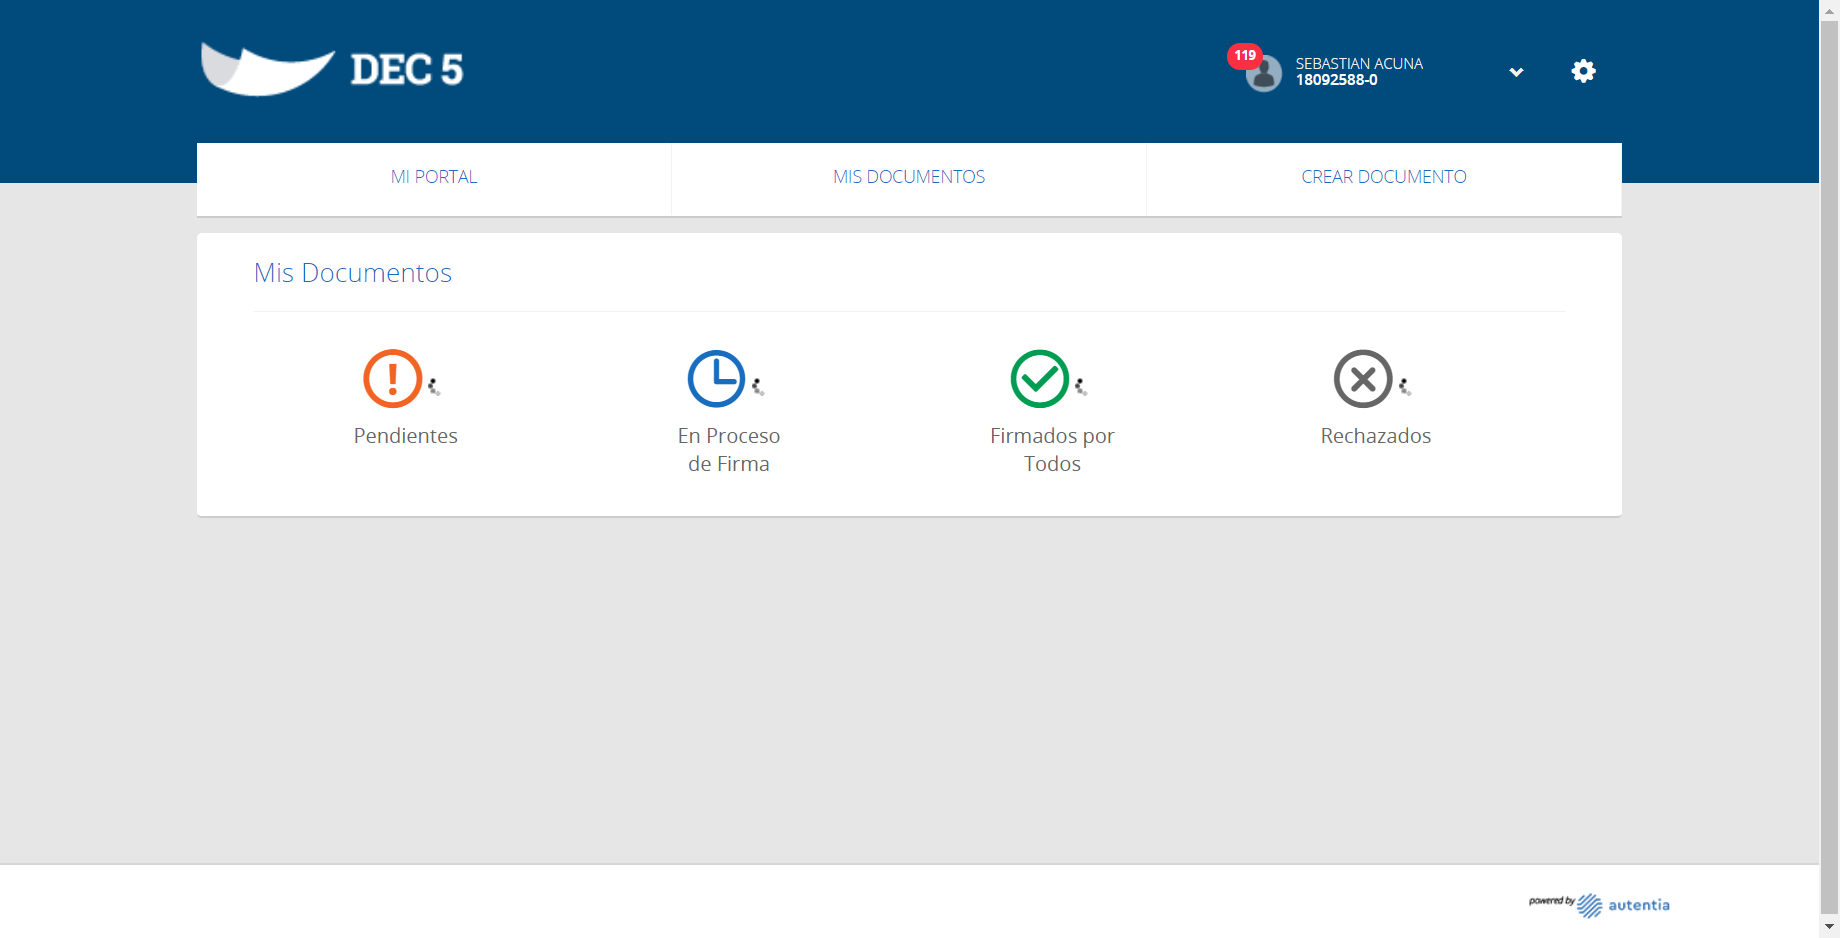 DEC 5
119
SEBASTIAN ACUNA
18092588-0
MI PORTAL
MIS DOCUMENTOS
CREAR DOCUMENTO
Mis Documentos
Pendientes
En Proceso
de Firma
Firmados por
Todos
Rechazados
powered by autentia